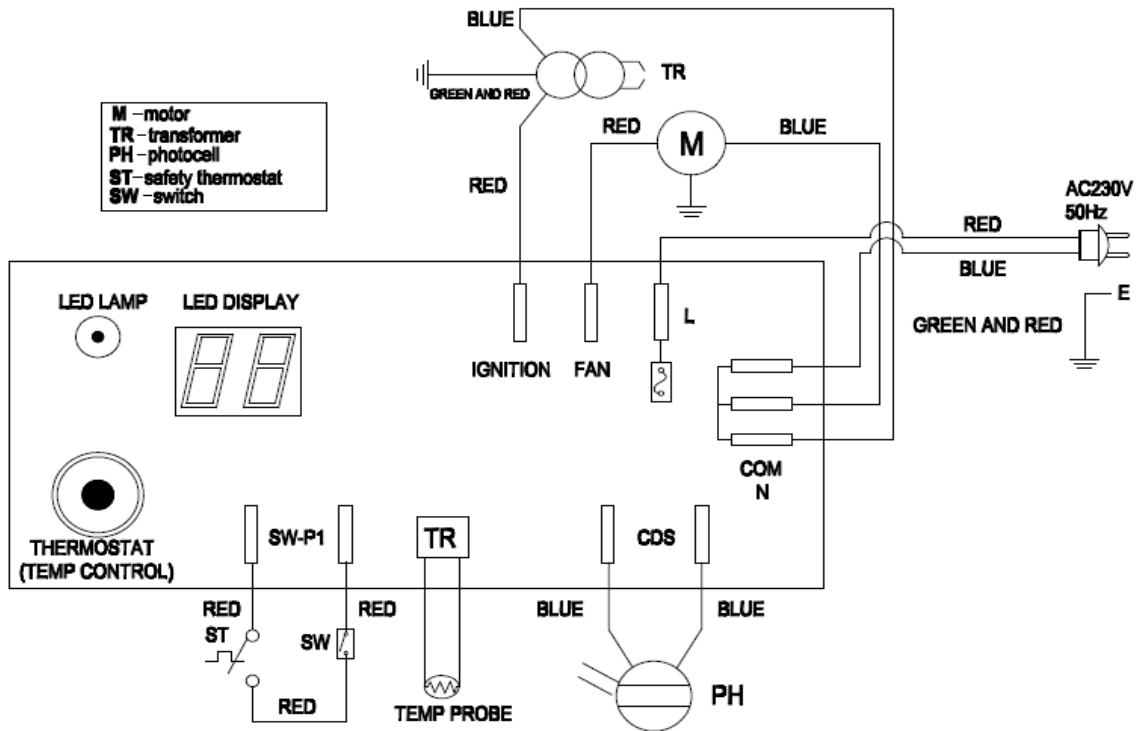 BLUE
TR
GREEN AND RED
M -motor
TR-transformer
PH-photocell
ST-safety thermostat
SW-switch
RED
M
BLUE
RED
AC230V
50Hz
RED
BLUE
E
GREEN AND RED
LED LAMP
LED DISPLAY
88
L
IGNITION
FAN
COM
N
THERMOSTAT
(TEMP CONTROL)
SW-P1
TR
CDS
RED
RED
BLUE
BLUE
ST
SW
RED
TEMP PROBE
PH